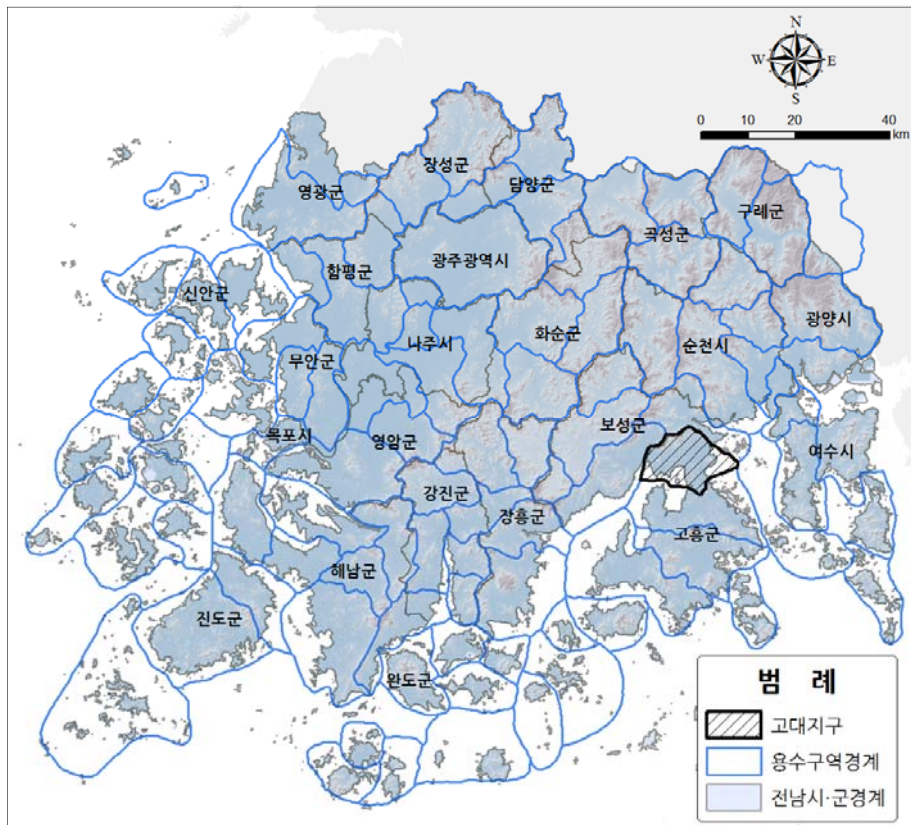 N
W E
S
0 10 20 40
km
장성군
담양군
영광군
구례군
곡성군
함평군
광주광역시
신안군
광양시
화순군
나주시
순천시
무안군
보성군
목포시
영암군
여수시
강진군
장흥군
고흥군
해남군
진도군
완도군
범 례
고대지구
용수구역경계
전남시·군경계